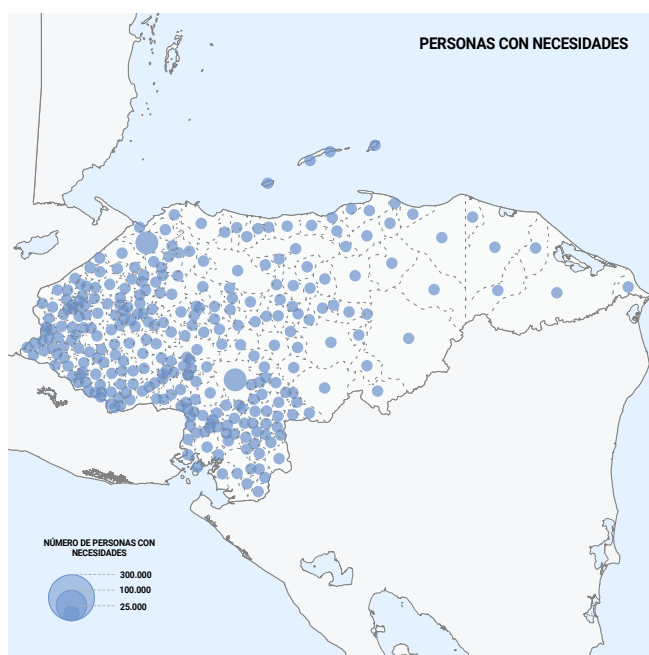 PERSONAS CON NECESIDADES
NÚMERO DE PERSONAS CON
NECESIDADES
300.000
100.000
25.000